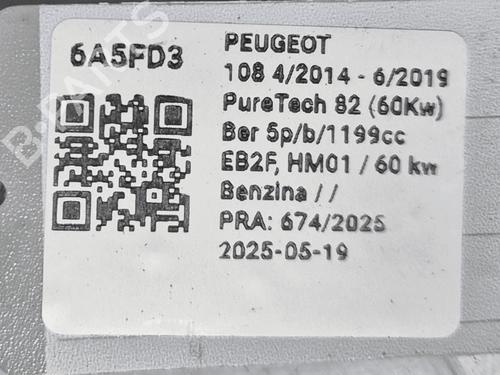 6A5FD3
PEUGEOT
108 4/2014 - 6/2019
PureTech 82 (60Kw)
Ber 5p/b/1199cc
EB2F, HM01 / 60 kw
Benzina / /
PRA: 674/2025
2025-05-19
B-PARTS